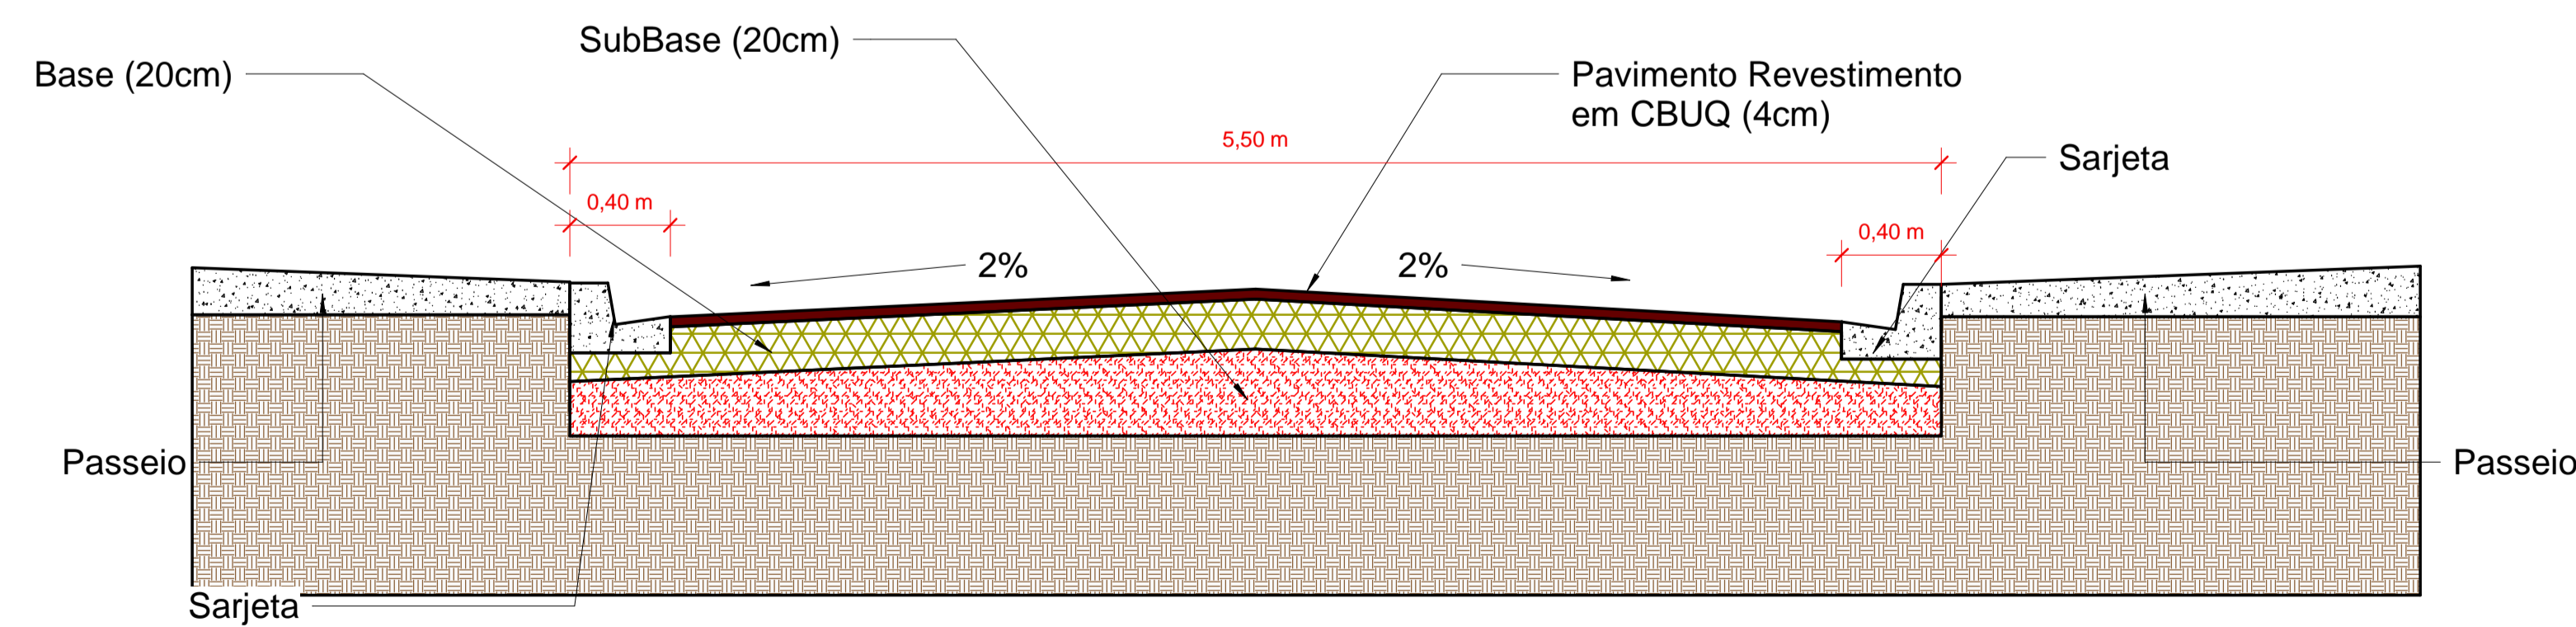 SubBase (20cm)
Base (20cm)
Pavimento Revestimento
em CBUQ (4cm)
5,50 m
Sarjeta
0,40 m
0,40 m
2%
2%
Passeio
Passeio
Sarjeta